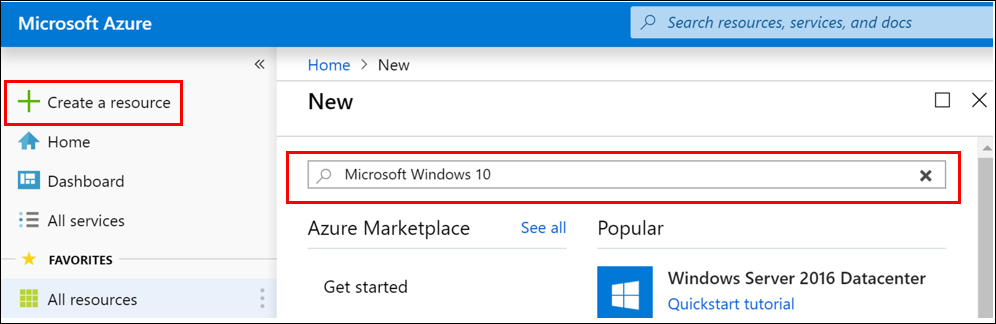 Microsoft Azure
Search resources, services, and docs
«
Create a resource
Home
Dashboard
All services
FAVORITES
All resources
Home > New
New
Microsoft Windows 10
Azure Marketplace See all
Get started
Popular
Windows Server 2016 Datacenter
Quickstart tutorial